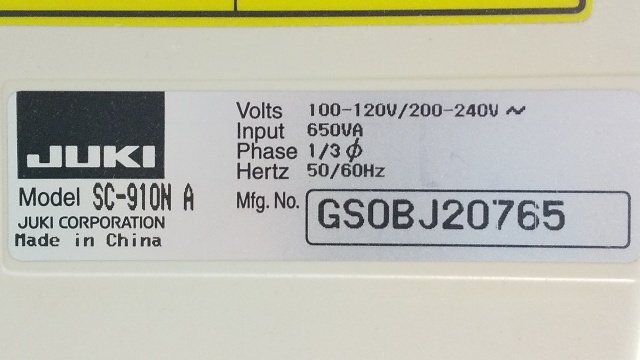 JUKI
Model SC-910N A
JUKI CORPORATION
Made in China
Volts 100-120V/200-240V ~
Input 650VA
Phase 1/3 ϕ
Hertz 50/60Hz
Mfg. No. GS0BJ20765